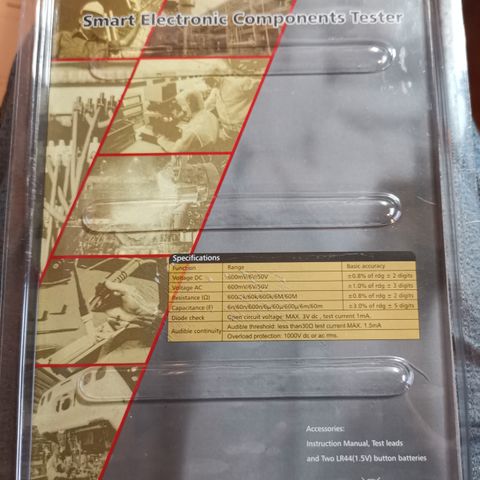 Smart Electronic Components Tester
Specifications
Function Range Basic accuracy
Voltage DC 600mV/6V/50V ±0.8% of rdg ± 2 digits
Voltage AC 600mV/6V/50V ±1.0% of rdg ± 3 digits
Resistance (Ω) 600Ω/6k/60k/600k/6M/60M ±0.8% of rdg ± 2 digits
Capacitance (F) 6n/60n/600n/6μ/60μ/600μ/6m/60m ±3.0% of rdg ± 5 digits
Diode check Open circuit voltage: MAX. 3V dc , test current 1mA.
Audible continuity Audible threshold: less than30Ω test current MAX. 1.5mA
Overload protection: 1000V dc or ac rms.
Accessories:
Instruction Manual, Test leads
and Two LR44(1.5V) button batteries